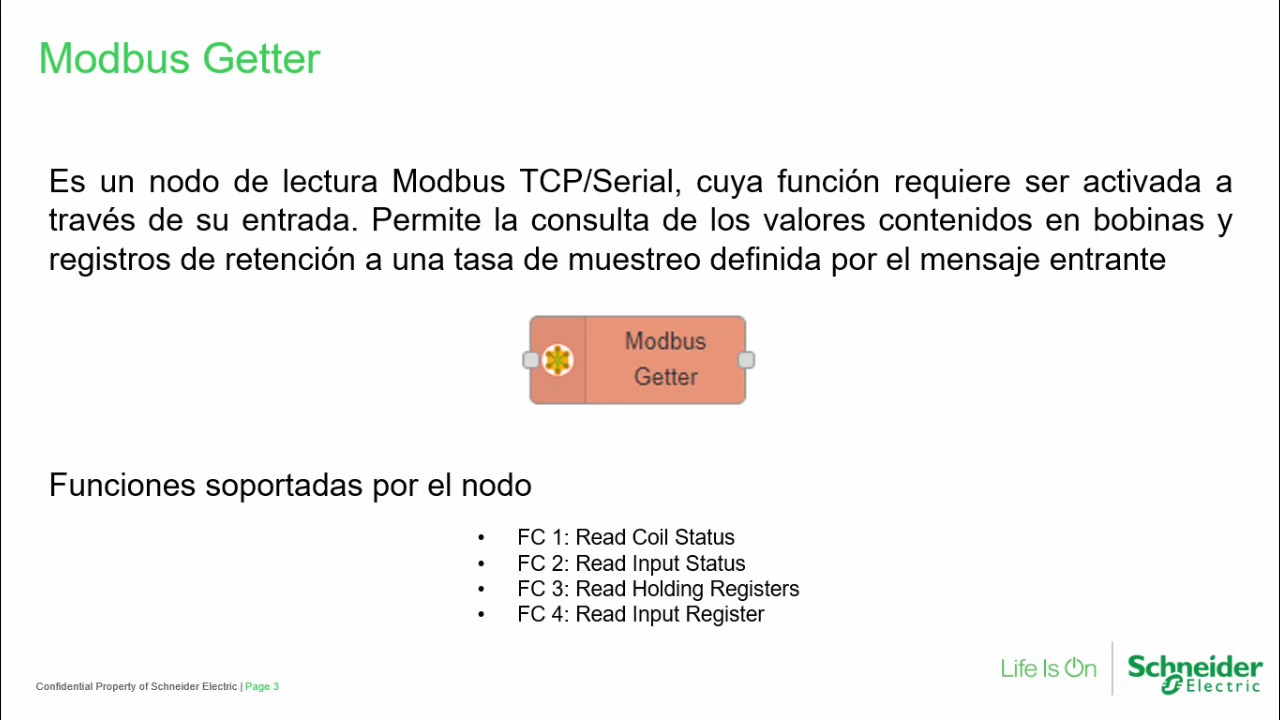 Modbus Getter
Es un nodo de lectura Modbus TCP/Serial, cuya función requiere ser activada a
través de su entrada. Permite la consulta de los valores contenidos en bobinas y
registros de retención a una tasa de muestreo definida por el mensaje entrante
Modbus
Getter
Funciones soportadas por el nodo
• FC 1: Read Coil Status
• FC 2: Read Input Status
• FC 3: Read Holding Registers
• FC 4: Read Input Register
Confidential Property of Schneider Electric | Page 3
Life Is On
Schneider
Electric